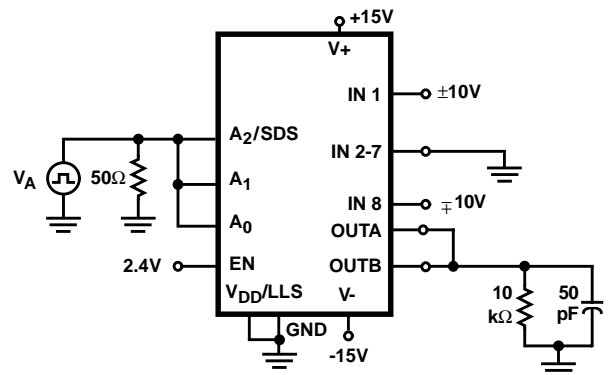 +15V
V+
IN 1
±10V
A2/SDS
IN 2-7
VA
50Ω
A1
IN 8
∓10V
A0
OUTA
2.4V
EN
OUTB
VDD/LLS
V-
10
kΩ
50
pF
GND
-15V